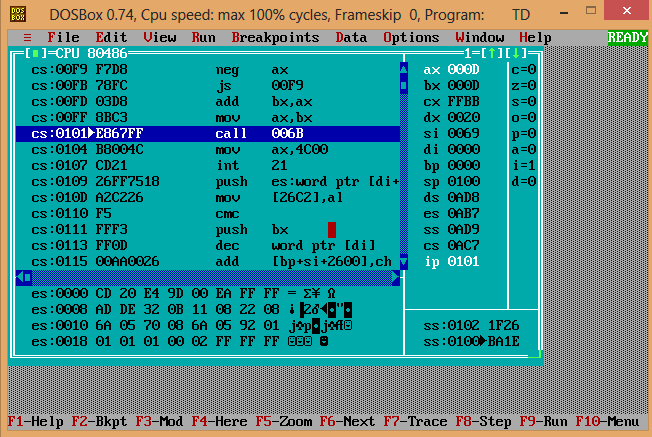 DOSBox 0.74, Cpu speed: max 100% cycles, Frameskip 0, Program: TD
≡ File Edit View Run Breakpoints Data Options Window Help READY
[■]=CPU 80486 1=[↑][↓]
cs:00F9 F7D8 neg ax ax 000D c=0
cs:00FB 78FC js 00F9 bx 000D z=0
cs:00FD 03D8 add bx,ax cx FFBB s=0
cs:00FF 8BC3 mov ax,bx dx 0020 o=0
cs:0101►E867FF call 006B si 0069 p=0
cs:0104 B8004C mov ax,4C00 di 0000 a=0
cs:0107 CD21 int 21 bp 0000 i=1
cs:0109 26FF7518 push es:word ptr [di+ sp 0100 d=0
cs:010D A2C226 mov [26C2],al ds 0AD8
cs:0110 F5 cmc es 0AB7
cs:0111 FFF3 push bx ss 0AD9
cs:0113 FF0D dec word ptr [di] cs 0AC7
cs:0115 00AA0026 add [bp+si+2600],ch ip 0101
es:0000 CD 20 E4 9D 00 EA FF FF = Σ¥ Ω
es:0008 AD DE 32 0B 11 08 22 08
es:0010 6A 05 70 08 6A 05 92 01 ss:0102 1F26
es:0018 01 01 01 00 02 FF FF FF ss:0100►BA1E
F1-Help F2-Bkpt F3-Mod F4-Here F5-Zoom F6-Next F7-Trace F8-Step F9-Run F10-Menu